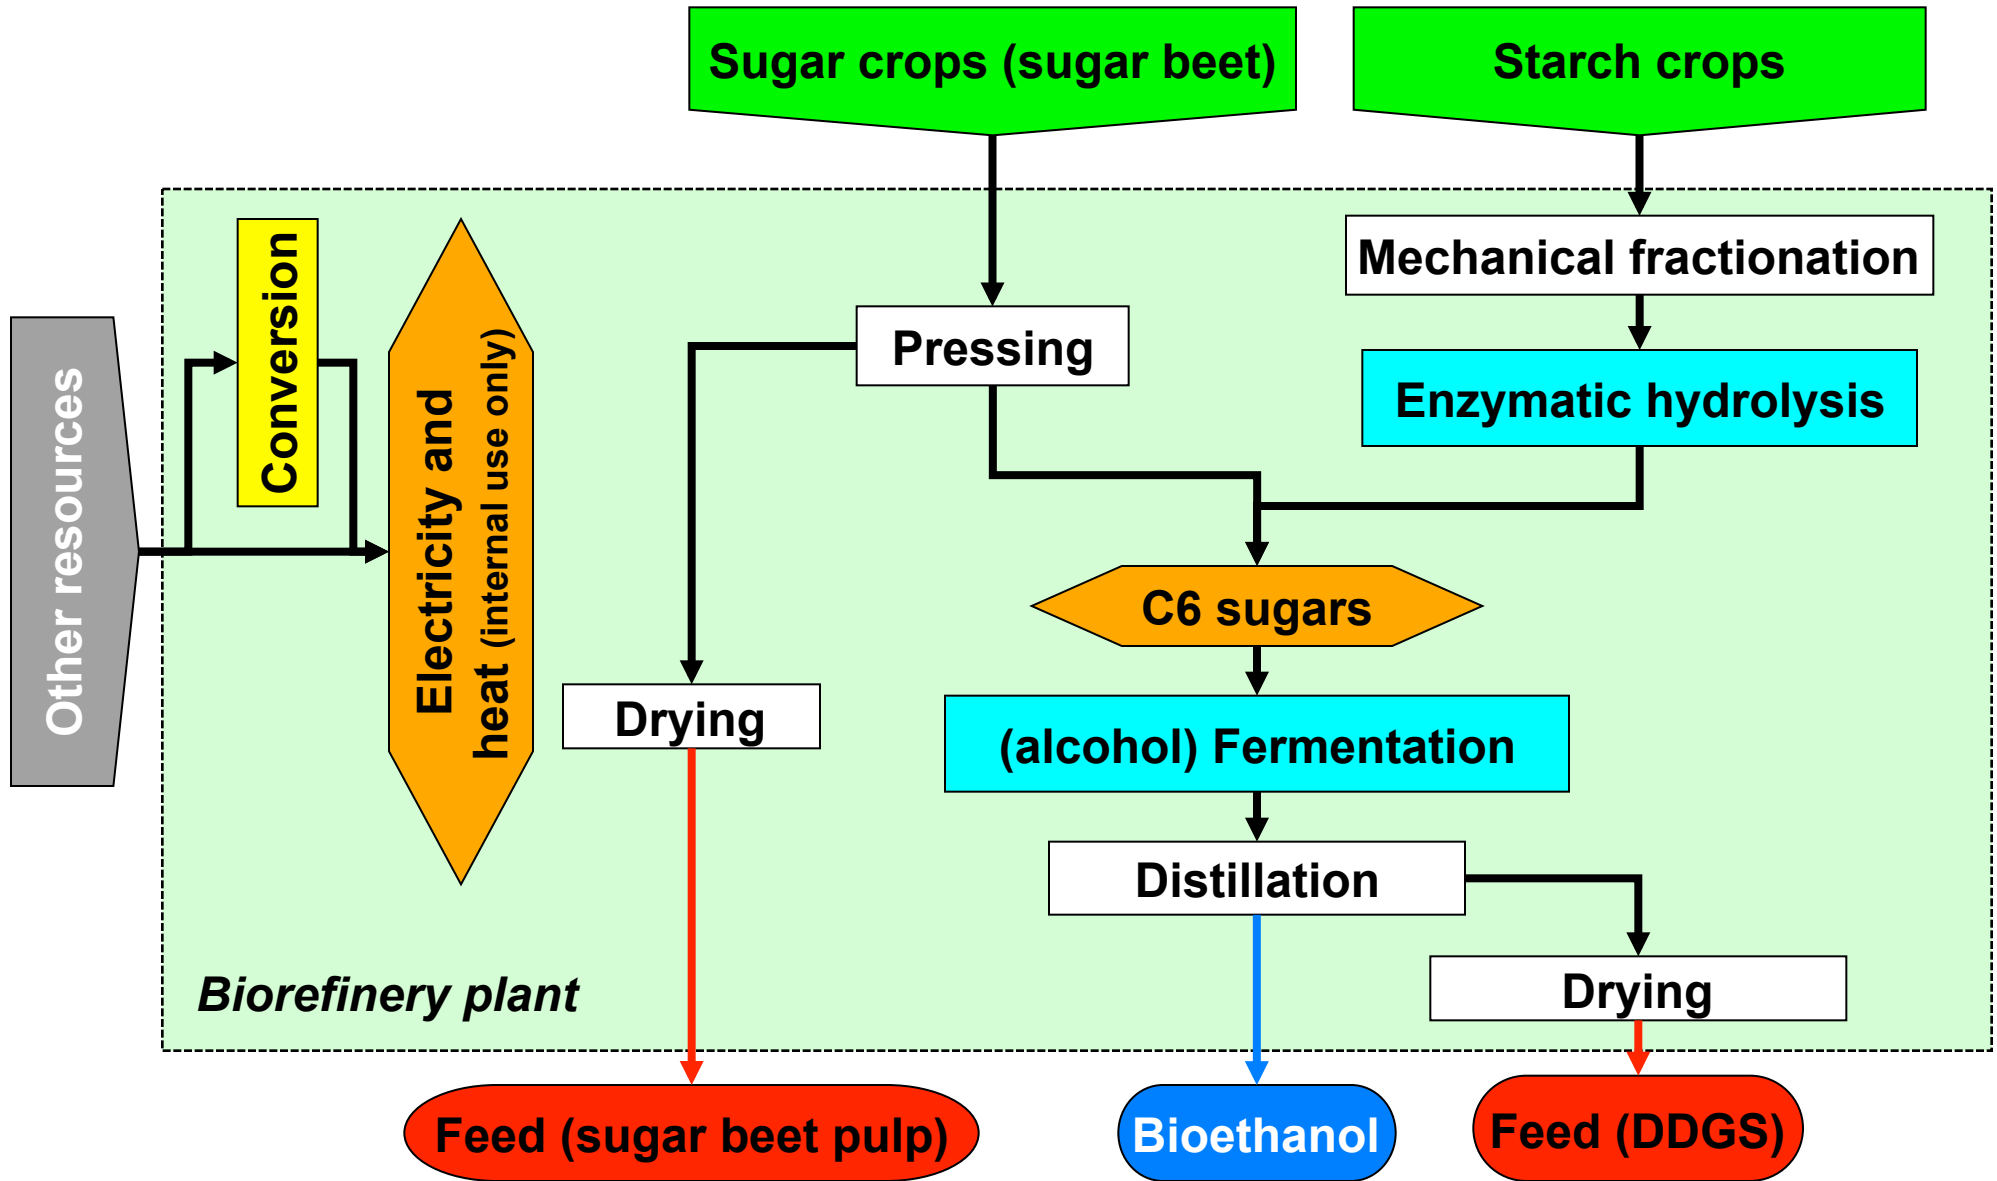 Sugar crops (sugar beet)
Starch crops
Mechanical fractionation
Conversion
Pressing
Enzymatic hydrolysis
Other resources
Electricity and
heat (internal use only)
C6 sugars
Drying
(alcohol) Fermentation
Distillation
Drying
Biorefinery plant
Feed (sugar beet pulp)
Bioethanol
Feed (DDGS)